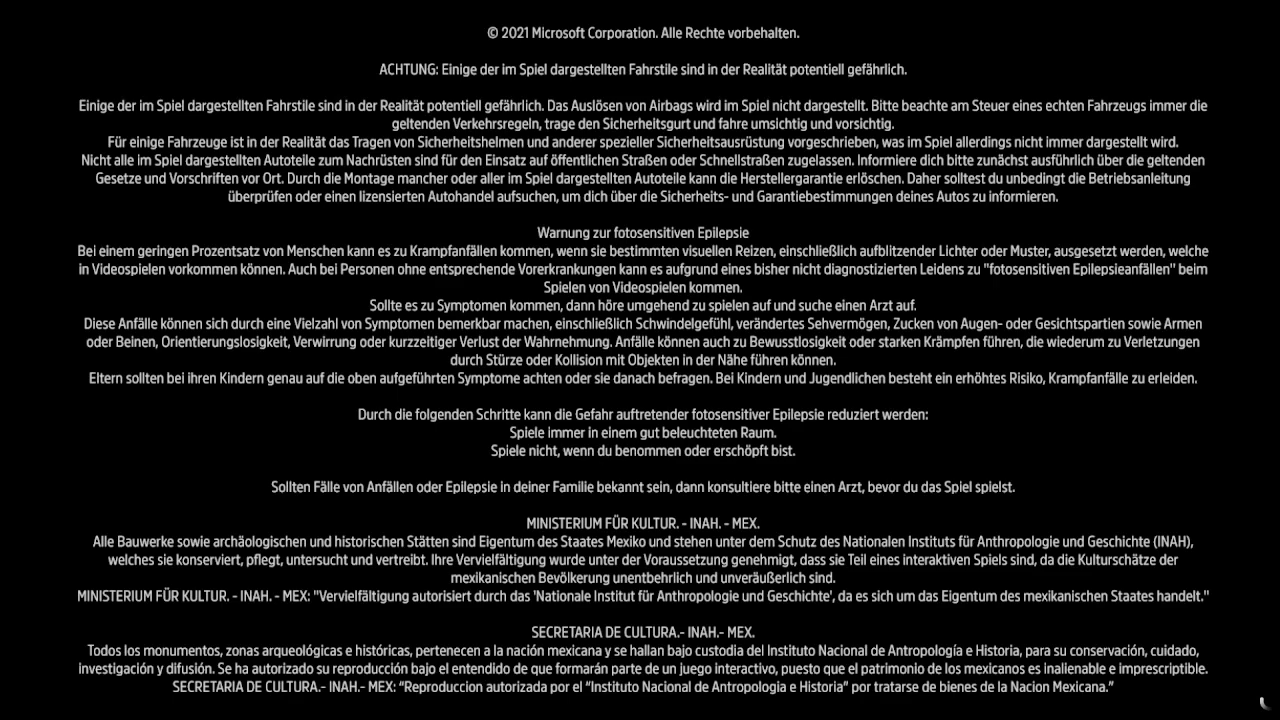 © 2021 Microsoft Corporation. Alle Rechte vorbehalten.
ACHTUNG: Einige der im Spiel dargestellten Fahrstile sind in der Realität potentiell gefährlich.
Einige der im Spiel dargestellten Fahrstile sind in der Realität potentiell gefährlich. Das Auslösen von Airbags wird im Spiel nicht dargestellt. Bitte beachte am Steuer eines echten Fahrzeugs immer die
geltenden Verkehrsregeln, trage den Sicherheitsgurt und fahre umsichtig und vorsichtig.
Für einige Fahrzeuge ist in der Realität das Tragen von Sicherheitshelmen und anderer spezieller Sicherheitsausrüstung vorgeschrieben, was im Spiel allerdings nicht immer dargestellt wird.
Nicht alle im Spiel dargestellten Autoteile zum Nachrüsten sind für den Einsatz auf öffentlichen Straßen oder Schnellstraßen zugelassen. Informiere dich bitte zunächst ausführlich über die geltenden
Gesetze und Vorschriften vor Ort. Durch die Montage mancher oder aller im Spiel dargestellten Autoteile kann die Herstellergarantie erlöschen. Daher solltest du unbedingt die Betriebsanleitung
überprüfen oder einen lizensierten Autohandel aufsuchen, um dich über die Sicherheits- und Garantiebestimmungen deines Autos zu informieren.
Warnung zur fotosensitiven Epilepsie
Bei einem geringen Prozentsatz von Menschen kann es zu Krampfanfällen kommen, wenn sie bestimmten visuellen Reizen, einschließlich aufblitzender Lichter oder Muster, ausgesetzt werden, welche
in Videospielen vorkommen können. Auch bei Personen ohne entsprechende Vorerkrankungen kann es aufgrund eines bisher nicht diagnostizierten Leidens zu "fotosensitiven Epilepsieanfällen" beim
Spielen von Videospielen kommen.
Sollte es zu Symptomen kommen, dann höre umgehend zu spielen auf und suche einen Arzt auf.
Diese Anfälle können sich durch eine Vielzahl von Symptomen bemerkbar machen, einschließlich Schwindelgefühl, verändertes Sehvermögen, Zucken von Augen- oder Gesichtspartien sowie Armen
oder Beinen, Orientierungslosigkeit, Verwirrung oder kurzzeitiger Verlust der Wahrnehmung. Anfälle können auch zu Bewusstlosigkeit oder starken Krämpfen führen, die wiederum zu Verletzungen
durch Stürze oder Kollision mit Objekten in der Nähe führen können.
Eltern sollten bei ihren Kindern genau auf die oben aufgeführten Symptome achten oder sie danach befragen. Bei Kindern und Jugendlichen besteht ein erhöhtes Risiko, Krampfanfälle zu erleiden.
Durch die folgenden Schritte kann die Gefahr auftretender fotosensitiver Epilepsie reduziert werden:
Spiele immer in einem gut beleuchteten Raum.
Spiele nicht, wenn du benommen oder erschöpft bist.
Sollten Fälle von Anfällen oder Epilepsie in deiner Familie bekannt sein, dann konsultiere bitte einen Arzt, bevor du das Spiel spielst.
MINISTERIUM FÜR KULTUR. - INAH. - MEX.
Alle Bauwerke sowie archäologischen und historischen Stätten sind Eigentum des Staates Mexiko und stehen unter dem Schutz des Nationalen Instituts für Anthropologie und Geschichte (INAH),
welches sie konserviert, pflegt, untersucht und vertreibt. Ihre Vervielfältigung wurde unter der Voraussetzung genehmigt, dass sie Teil eines interaktiven Spiels sind, da die Kulturschätze der
mexikanischen Bevölkerung unentbehrlich und unveräußerlich sind.
MINISTERIUM FÜR KULTUR. - INAH. - MEX: "Vervielfältigung autorisiert durch das 'Nationale Institut für Anthropologie und Geschichte', da es sich um das Eigentum des mexikanischen Staates handelt."
SECRETARIA DE CULTURA.- INAH.- MEX.
Todos los monumentos, zonas arqueológicas e históricas, pertenecen a la nación mexicana y se hallan bajo custodia del Instituto Nacional de Antropología e Historia, para su conservación, cuidado,
investigación y difusión. Se ha autorizado su reproducción bajo el entendido de que formarán parte de un juego interactivo, puesto que el patrimonio de los mexicanos es inalienable e imprescriptible.
SECRETARIA DE CULTURA.- INAH.- MEX: “Reproduccion autorizada por el “Instituto Nacional de Antropologia e Historia” por tratarse de bienes de la Nacion Mexicana.”